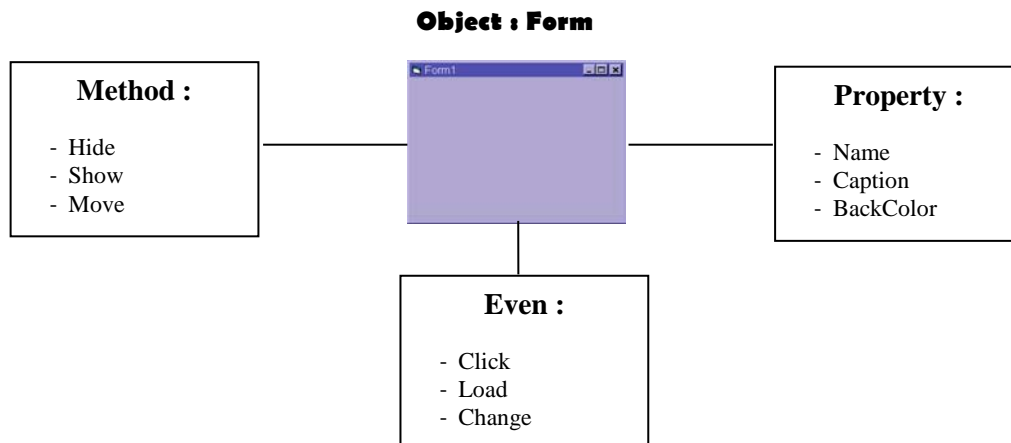 Object : Form
Form1
Method :
- Hide
- Show
- Move
Property :
- Name
- Caption
- BackColor
Even :
- Click
- Load
- Change